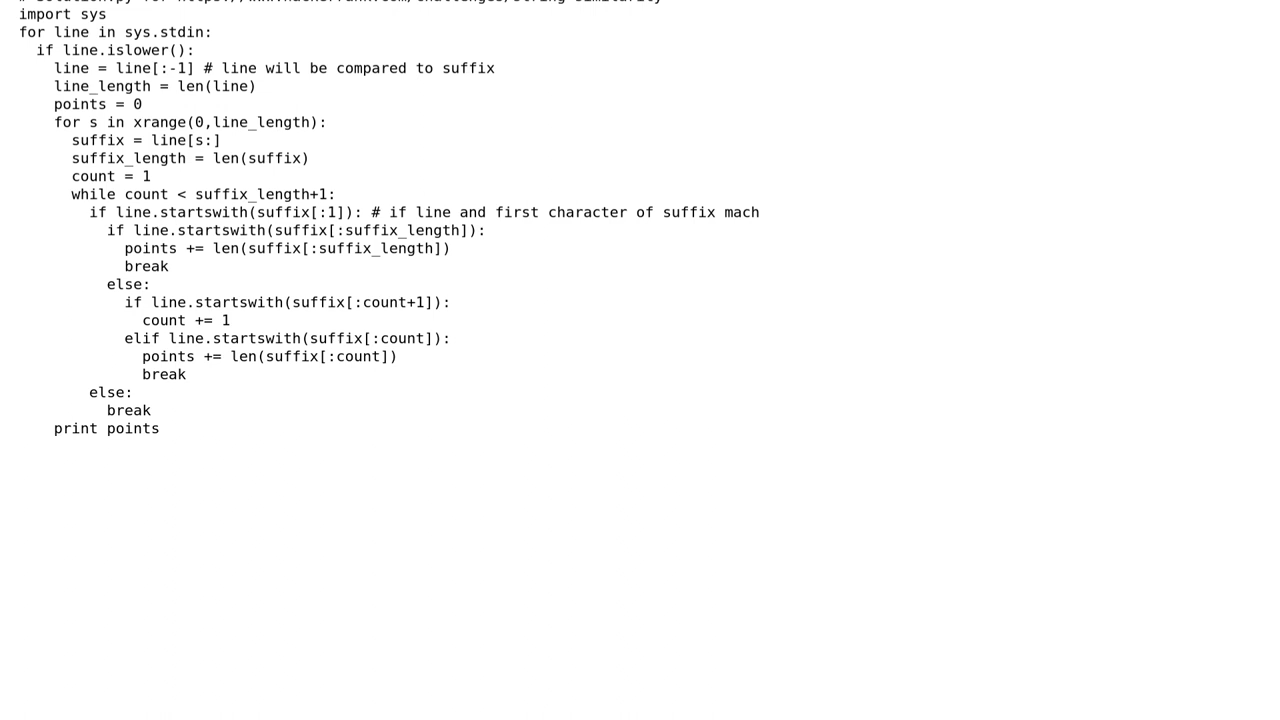 import sys
for line in sys.stdin:
  if line.islower():
    line = line[:-1] # line will be compared to suffix
    line_length = len(line)
    points = 0
    for s in xrange(0,line_length):
      suffix = line[s:]
      suffix_length = len(suffix)
      count = 1
      while count < suffix_length+1:
        if line.startswith(suffix[:1]): # if line and first character of suffix mach
          if line.startswith(suffix[:suffix_length]):
            points += len(suffix[:suffix_length])
            break
          else:
            if line.startswith(suffix[:count+1]):
              count += 1
            elif line.startswith(suffix[:count]):
              points += len(suffix[:count])
              break
        else:
          break
    print points